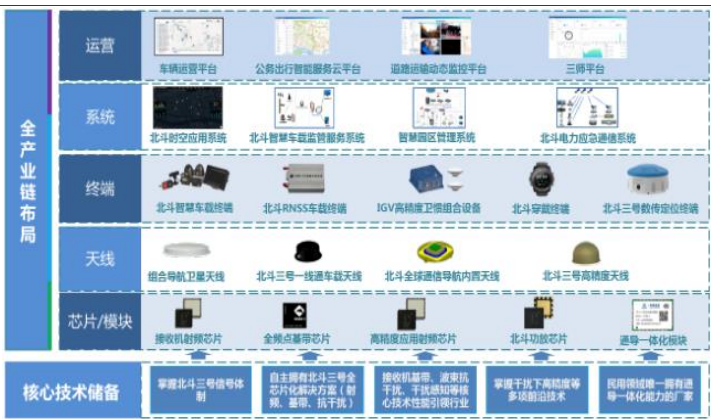 全产业链布局
运营
车辆运营平台
公务出行智能服务云平台
道路运输动态监控平台
三师平台
系统
北斗时空应用系统
北斗智慧车载监管服务系统
智慧园区管理系统
北斗电力应急通信系统
终端
北斗智慧车载终端
北斗RNSS车载终端
IGV高精度卫惯组合设备
北斗穿戴终端
北斗三号数传定位终端
天线
组合导航卫星天线
北斗三号一线通车载天线
北斗全球通信导航内置天线
北斗三号高精度天线
芯片/模块
接收机射频芯片
全频点基带芯片
高精度应用射频芯片
北斗功放芯片
通导一体化模块
核心技术储备
掌握北斗三号信号体
制
自主拥有北斗三号全
芯片化解决方案（射
频、基带、抗干扰）
接收机基带、波束抗
干扰、干扰感知等核
心技术性能引领行业
掌握干扰下高精度等
多项前沿技术
民用领域唯一拥有通
导一体化能力的厂家